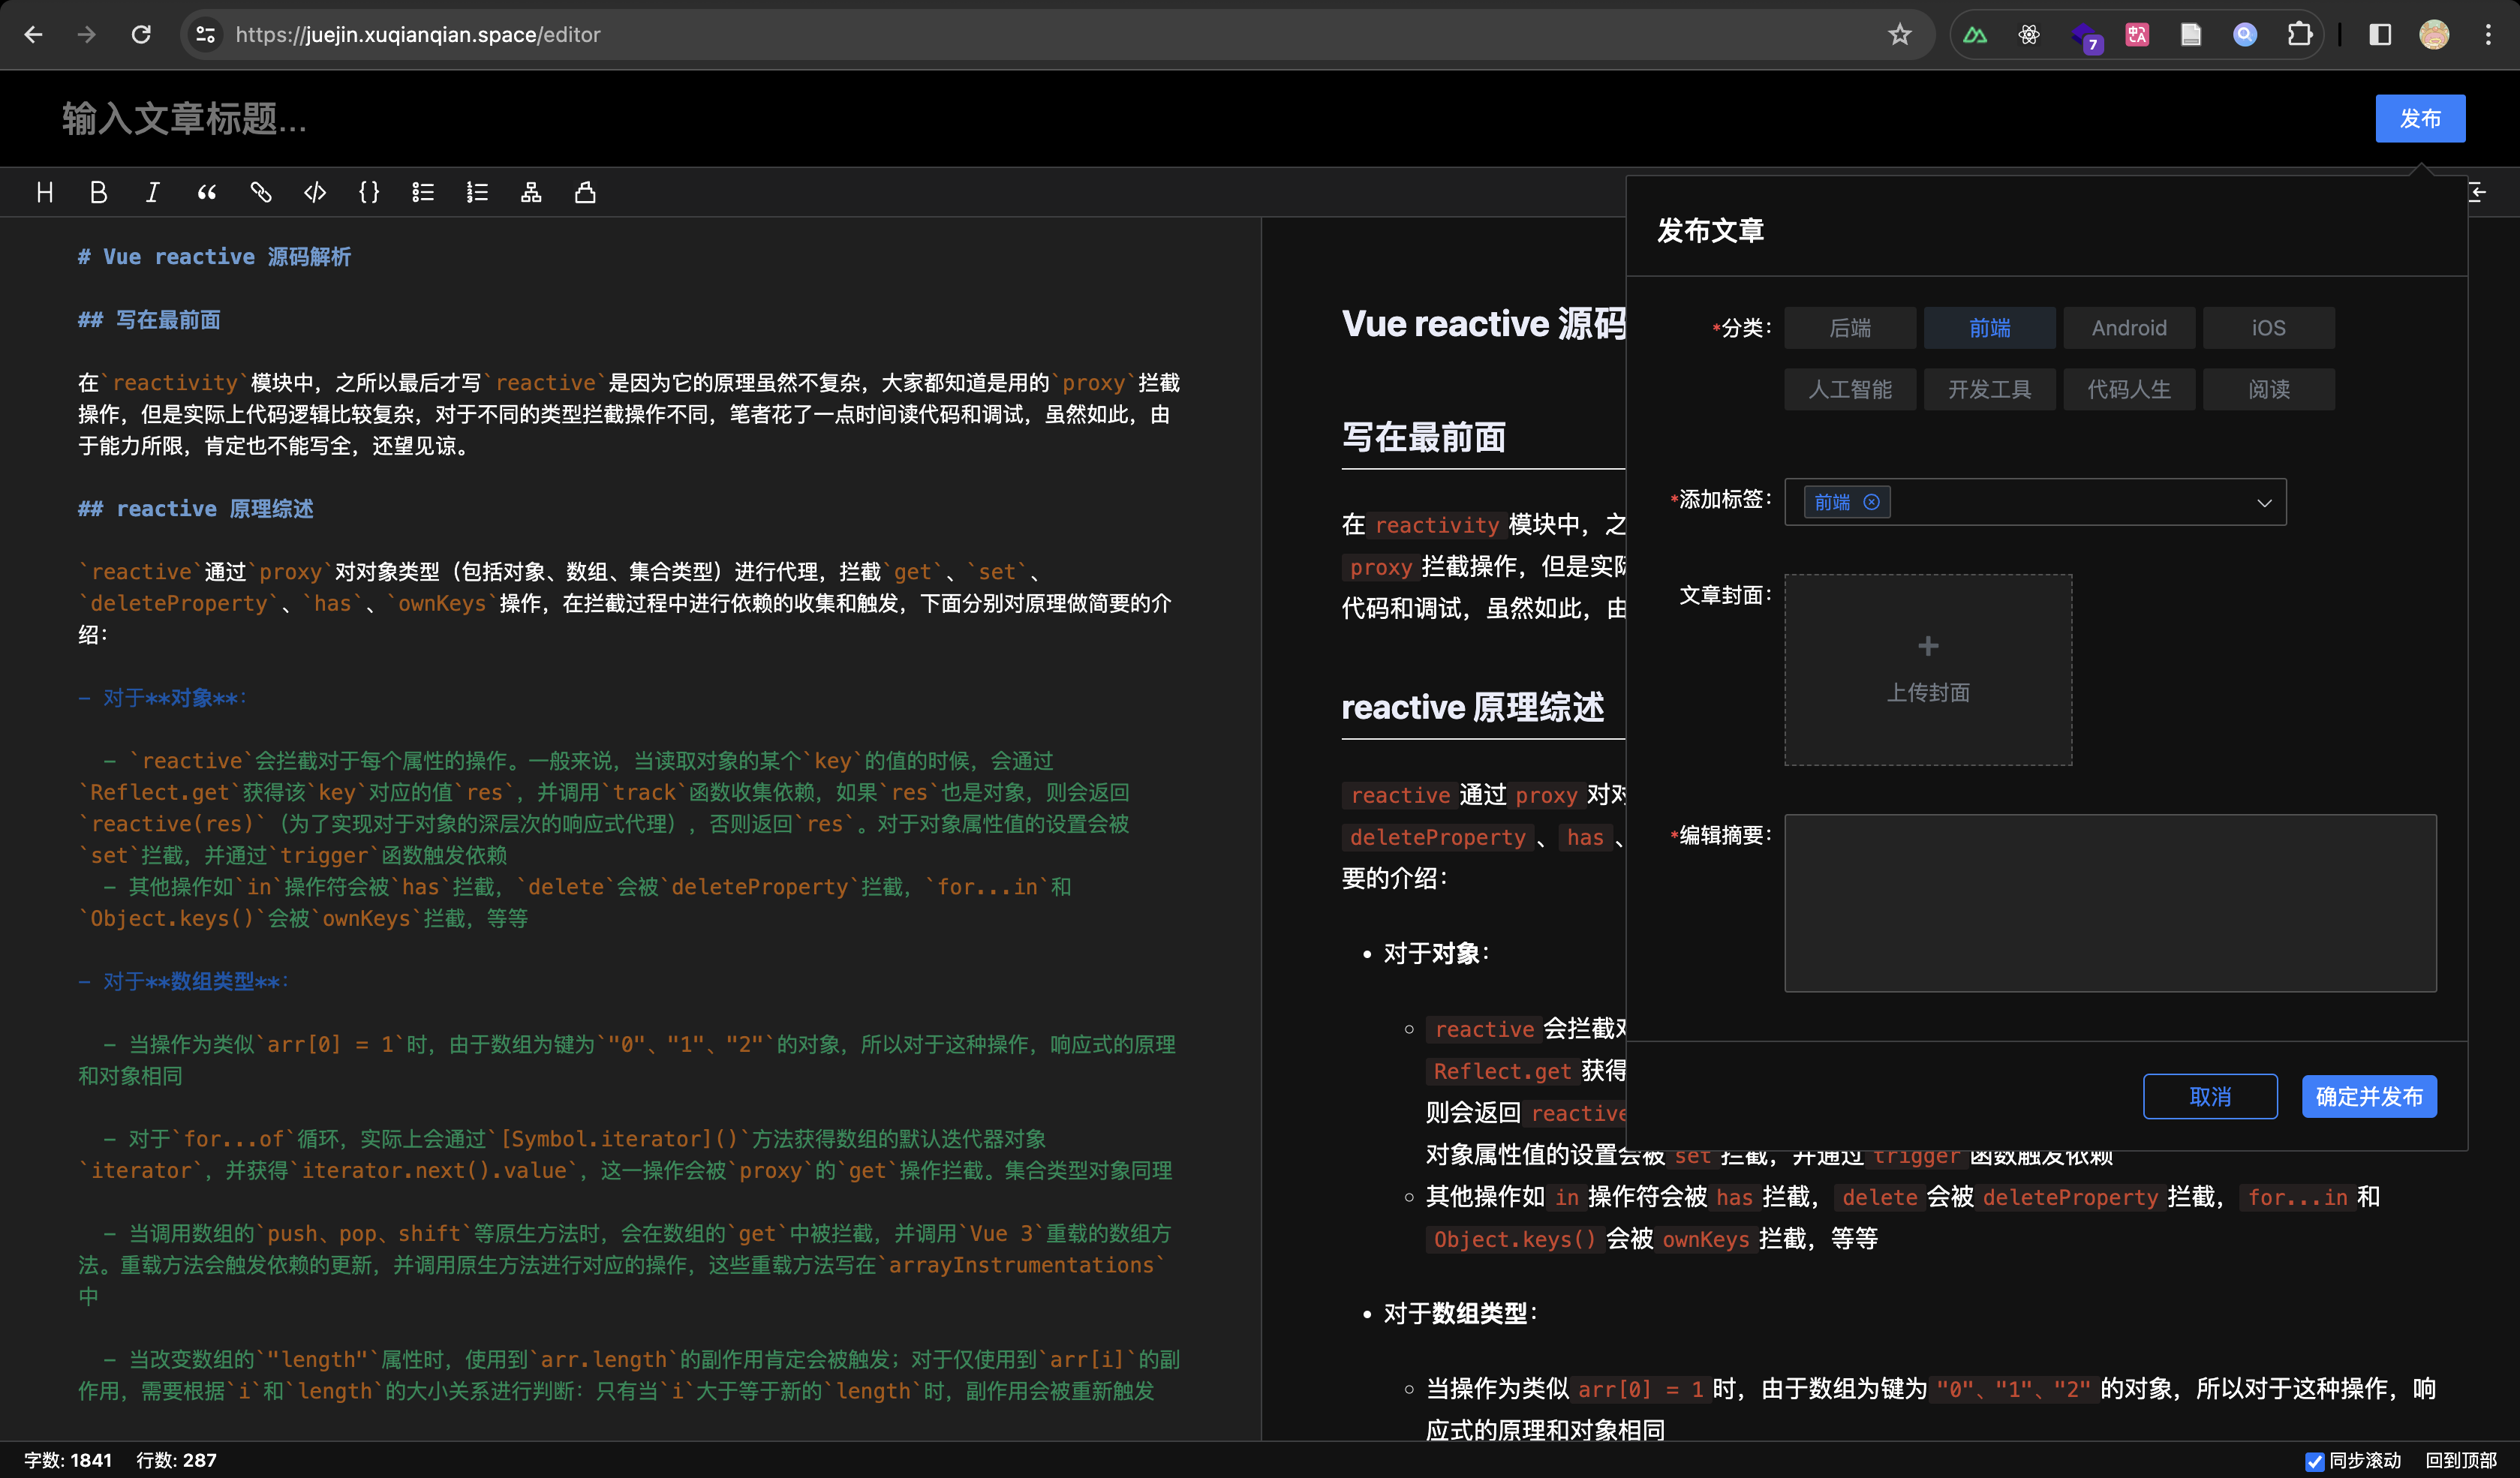 https://juejin.xuqianqian.space/editor
7
中A
输入文章标题...
发布
H B I
# Vue reactive 源码解析
## 写在最前面
在`reactivity`模块中，之所以最后才写`reactive`是因为它的原理虽然不复杂，大家都知道是用的`proxy`拦截
操作，但是实际上代码逻辑比较复杂，对于不同的类型拦截操作不同，笔者花了一点时间读代码和调试，虽然如此，由
于能力所限，肯定也不能写全，还望见谅。
## reactive 原理综述
`reactive`通过`proxy`对对象类型（包括对象、数组、集合类型）进行代理，拦截`get`、`set`、
`deleteProperty`、`has`、`ownKeys`操作，在拦截过程中进行依赖的收集和触发，下面分别对原理做简要的介
绍：
- 对于**对象**：
- `reactive`会拦截对于每个属性的操作。一般来说，当读取对象的某个`key`的值的时候，会通过
`Reflect.get`获得该`key`对应的值`res`，并调用`track`函数收集依赖，如果`res`也是对象，则会返回
`reactive(res)`（为了实现对于对象的深层次的响应式代理），否则返回`res`。对于对象属性值的设置会被
`set`拦截，并通过`trigger`函数触发依赖
- 其他操作如`in`操作符会被`has`拦截，`delete`会被`deleteProperty`拦截，`for...in`和
`Object.keys()`会被`ownKeys`拦截，等等
- 对于**数组类型**：
- 当操作为类似`arr[0] = 1`时，由于数组为键为`"0"、"1"、"2"`的对象，所以对于这种操作，响应式的原理
和对象相同
- 对于`for...of`循环，实际上会通过`[Symbol.iterator]()`方法获得数组的默认迭代器对象
`iterator`，并获得`iterator.next().value`，这一操作会被`proxy`的`get`操作拦截。集合类型对象同理
- 当调用数组的`push、pop、shift`等原生方法时，会在数组的`get`中被拦截，并调用`Vue 3`重载的数组方
法。重载方法会触发依赖的更新，并调用原生方法进行对应的操作，这些重载方法写在`arrayInstrumentations`
中
- 当改变数组的`"length"`属性时，使用到`arr.length`的副作用肯定会被触发；对于仅使用到`arr[i]`的副
作用，需要根据`i`和`length`的大小关系进行判断：只有当`i`大于等于新的`length`时，副作用会被重新触发
Vue reactive 源码
写在最前面
在 reactivity 模块中，之
proxy 拦截操作，但是实际
代码和调试，虽然如此，由
reactive 原理综述
reactive 通过 proxy 对对
deleteProperty 、 has 、
要的介绍：
• 对于对象：
reactive 会拦截对
Reflect.get 获得
则会返回 reactive
对象属性值的设置会被 set 拦截，并通过 trigger 函数触发依赖
其他操作如 in 操作符会被 has 拦截， delete 会被 deleteProperty 拦截， for...in 和
Object.keys() 会被 ownKeys 拦截，等等
• 对于数组类型：
当操作为类似 arr[0] = 1 时，由于数组为键为 "0"、"1"、"2" 的对象，所以对于这种操作，响
应式的原理和对象相同
发布文章
*分类：
后端 前端 Android iOS
人工智能 开发工具 代码人生 阅读
*添加标签：
前端
文章封面：
上传封面
*编辑摘要：
取消 确定并发布
字数: 1841 行数: 287
同步滚动 回到顶部